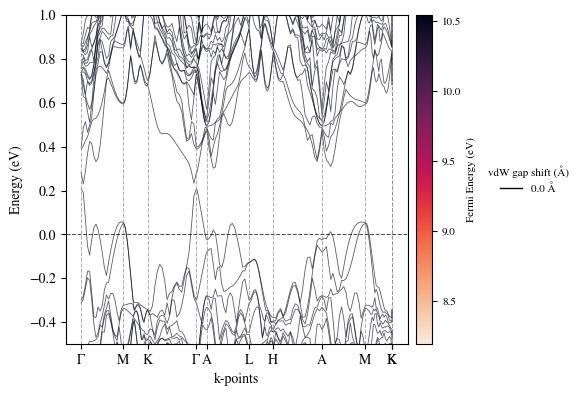 1.0
0.8
0.6
0.4
0.2
0.0
−0.2
−0.4
Energy (eV)
Γ M K Γ A L H A M K
k-points
10.5
10.0
9.5
9.0
8.5
Fermi Energy (eV)
vdW gap shift (Å)
0.0 Å